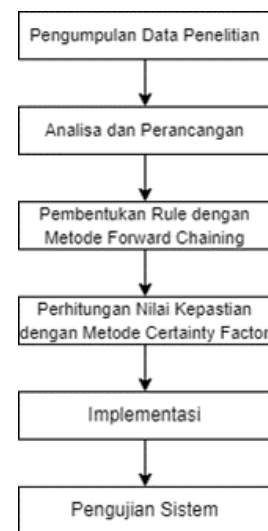 Pengumpulan Data Penelitian
Analisa dan Perancangan
Pembentukan Rule dengan
Metode Forward Chaining
Perhitungan Nilai Kepastian
dengan Metode Certainty Factor
Implementasi
Pengujian Sistem